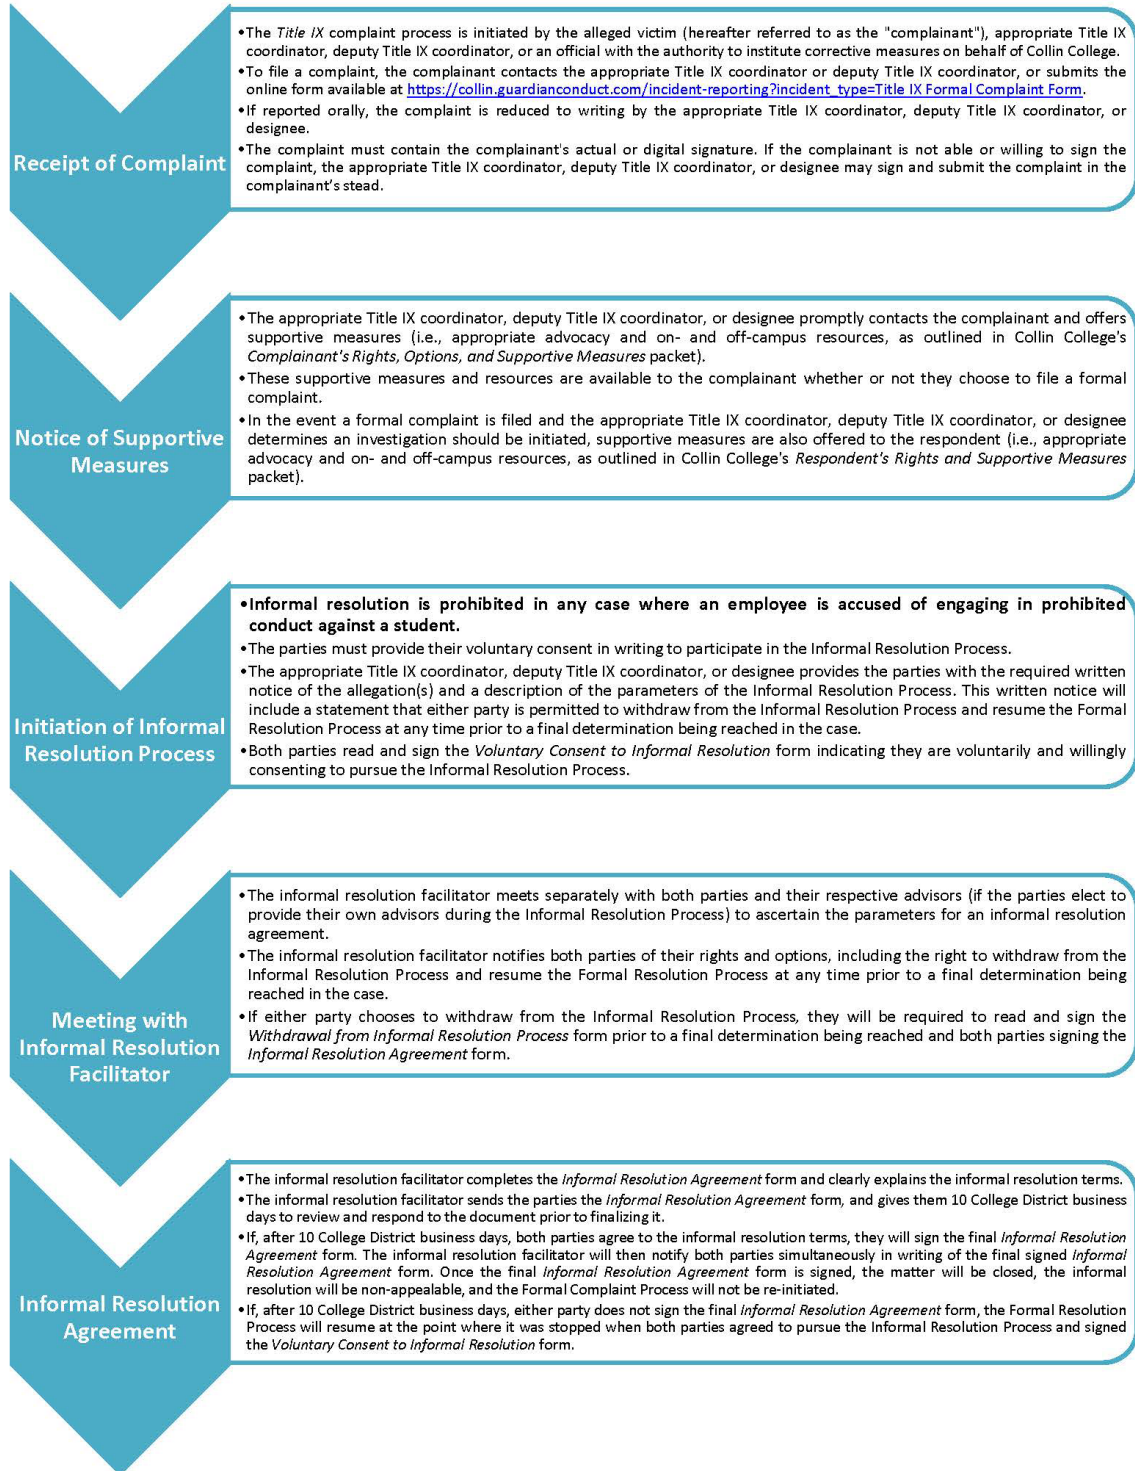 •The Title IX complaint process is initiated by the alleged victim (hereafter referred to as the "complainant"), appropriate Title IX
coordinator, deputy Title IX coordinator, or an official with the authority to institute corrective measures on behalf of Collin College.
•To file a complaint, the complainant contacts the appropriate Title IX coordinator or deputy Title IX coordinator, or submits the
online form available at https://collin.guardianconduct.com/incident-reporting?incident_type=Title IX Formal Complaint Form.
•If reported orally, the complaint is reduced to writing by the appropriate Title IX coordinator, deputy Title IX coordinator, or
designee.
•The complaint must contain the complainant's actual or digital signature. If the complainant is not able or willing to sign the
complaint, the appropriate Title IX coordinator, deputy Title IX coordinator, or designee may sign and submit the complaint in the
complainant's stead.
Receipt of Complaint
•The appropriate Title IX coordinator, deputy Title IX coordinator, or designee promptly contacts the complainant and offers
supportive measures (i.e., appropriate advocacy and on- and off-campus resources, as outlined in Collin College's
Complainant's Rights, Options, and Supportive Measures packet).
•These supportive measures and resources are available to the complainant whether or not they choose to file a formal
complaint.
•In the event a formal complaint is filed and the appropriate Title IX coordinator, deputy Title IX coordinator, or designee
determines an investigation should be initiated, supportive measures are also offered to the respondent (i.e., appropriate
advocacy and on- and off-campus resources, as outlined in Collin College's Respondent's Rights and Supportive Measures
packet).
Notice of Supportive
Measures
•Informal resolution is prohibited in any case where an employee is accused of engaging in prohibited
conduct against a student.
•The parties must provide their voluntary consent in writing to participate in the Informal Resolution Process.
•The appropriate Title IX coordinator, deputy Title IX coordinator, or designee provides the parties with the required written
notice of the allegation(s) and a description of the parameters of the Informal Resolution Process. This written notice will
include a statement that either party is permitted to withdraw from the Informal Resolution Process and resume the Formal
Resolution Process at any time prior to a final determination being reached in the case.
•Both parties read and sign the Voluntary Consent to Informal Resolution form indicating they are voluntarily and willingly
consenting to pursue the Informal Resolution Process.
Initiation of Informal
Resolution Process
•The informal resolution facilitator meets separately with both parties and their respective advisors (if the parties elect to
provide their own advisors during the Informal Resolution Process) to ascertain the parameters for an informal resolution
agreement.
•The informal resolution facilitator notifies both parties of their rights and options, including the right to withdraw from the
Informal Resolution Process and resume the Formal Resolution Process at any time prior to a final determination being
reached in the case.
•If either party chooses to withdraw from the Informal Resolution Process, they will be required to read and sign the
Withdrawal from Informal Resolution Process form prior to a final determination being reached and both parties signing the
Informal Resolution Agreement form.
Meeting with
Informal Resolution
Facilitator
•The informal resolution facilitator completes the Informal Resolution Agreement form and clearly explains the informal resolution terms.
•The informal resolution facilitator sends the parties the Informal Resolution Agreement form, and gives them 10 College District business
days to review and respond to the document prior to finalizing it.
•If, after 10 College District business days, both parties agree to the informal resolution terms, they will sign the final Informal Resolution
Agreement form. The informal resolution facilitator will then notify both parties simultaneously in writing of the final signed Informal
Resolution Agreement form. Once the final Informal Resolution Agreement form is signed, the matter will be closed, the informal
resolution will be non-appealable, and the Formal Complaint Process will not be re-initiated.
•If, after 10 College District business days, either party does not sign the final Informal Resolution Agreement form, the Formal Resolution
Process will resume at the point where it was stopped when both parties agreed to pursue the Informal Resolution Process and signed
the Voluntary Consent to Informal Resolution form.
Informal Resolution
Agreement